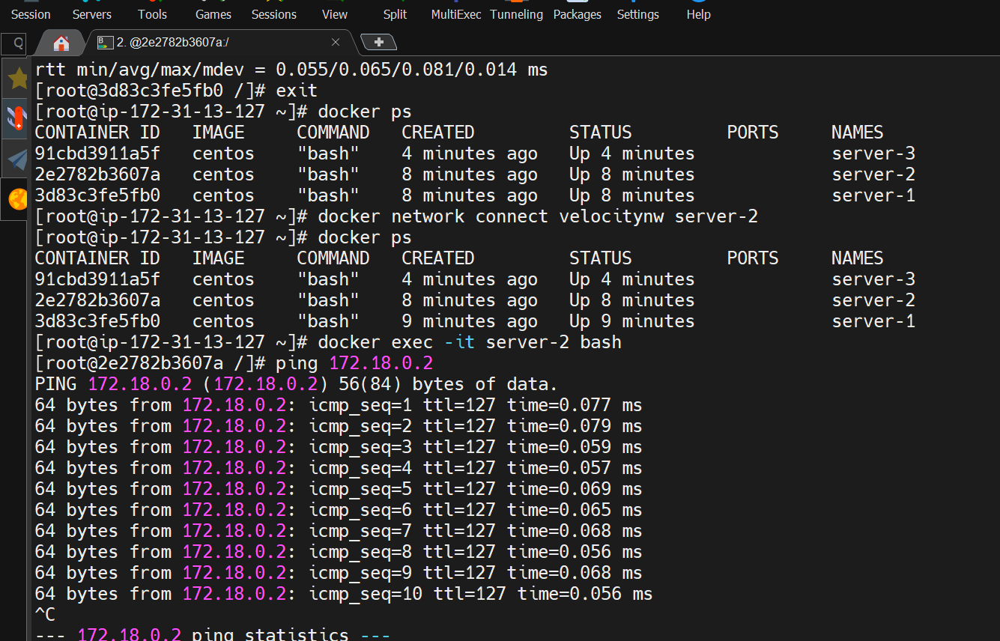 Session Servers Tools Games Sessions View Split MultiExec Tunneling Packages Settings Help
Q 2. @2e2782b3607a:/
rtt min/avg/max/mdev = 0.055/0.065/0.081/0.014 ms
[root@3d83c3fe5fb0 /]# exit
[root@ip-172-31-13-127 ~]# docker ps
CONTAINER ID IMAGE COMMAND CREATED STATUS PORTS NAMES
91cbd3911a5f centos "bash" 4 minutes ago Up 4 minutes server-3
2e2782b3607a centos "bash" 8 minutes ago Up 8 minutes server-2
3d83c3fe5fb0 centos "bash" 8 minutes ago Up 8 minutes server-1
[root@ip-172-31-13-127 ~]# docker network connect velocitynw server-2
[root@ip-172-31-13-127 ~]# docker ps
CONTAINER ID IMAGE COMMAND CREATED STATUS PORTS NAMES
91cbd3911a5f centos "bash" 4 minutes ago Up 4 minutes server-3
2e2782b3607a centos "bash" 8 minutes ago Up 8 minutes server-2
3d83c3fe5fb0 centos "bash" 9 minutes ago Up 9 minutes server-1
[root@ip-172-31-13-127 ~]# docker exec -it server-2 bash
[root@2e2782b3607a /]# ping 172.18.0.2
PING 172.18.0.2 (172.18.0.2) 56(84) bytes of data.
64 bytes from 172.18.0.2: icmp_seq=1 ttl=127 time=0.077 ms
64 bytes from 172.18.0.2: icmp_seq=2 ttl=127 time=0.079 ms
64 bytes from 172.18.0.2: icmp_seq=3 ttl=127 time=0.059 ms
64 bytes from 172.18.0.2: icmp_seq=4 ttl=127 time=0.057 ms
64 bytes from 172.18.0.2: icmp_seq=5 ttl=127 time=0.069 ms
64 bytes from 172.18.0.2: icmp_seq=6 ttl=127 time=0.065 ms
64 bytes from 172.18.0.2: icmp_seq=7 ttl=127 time=0.068 ms
64 bytes from 172.18.0.2: icmp_seq=8 ttl=127 time=0.056 ms
64 bytes from 172.18.0.2: icmp_seq=9 ttl=127 time=0.068 ms
64 bytes from 172.18.0.2: icmp_seq=10 ttl=127 time=0.056 ms
^C
--- 172.18.0.2 ping statistics ---